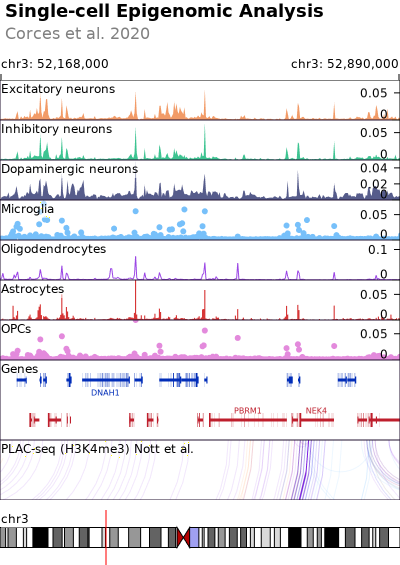 Single-cell Epigenomic Analysis
Corces et al. 2020
chr3: 52,168,000 chr3: 52,890,000
Excitatory neurons 0.05
0
Inhibitory neurons 0.05
0
Dopaminergic neurons 0.04
0.02
0
Microglia 0.05
0
Oligodendrocytes 0.1
0
Astrocytes 0.05
0
OPCs 0.05
0
Genes
DNAH1
PBRM1 NEK4
PLAC-seq (H3K4me3) Nott et al.
chr3